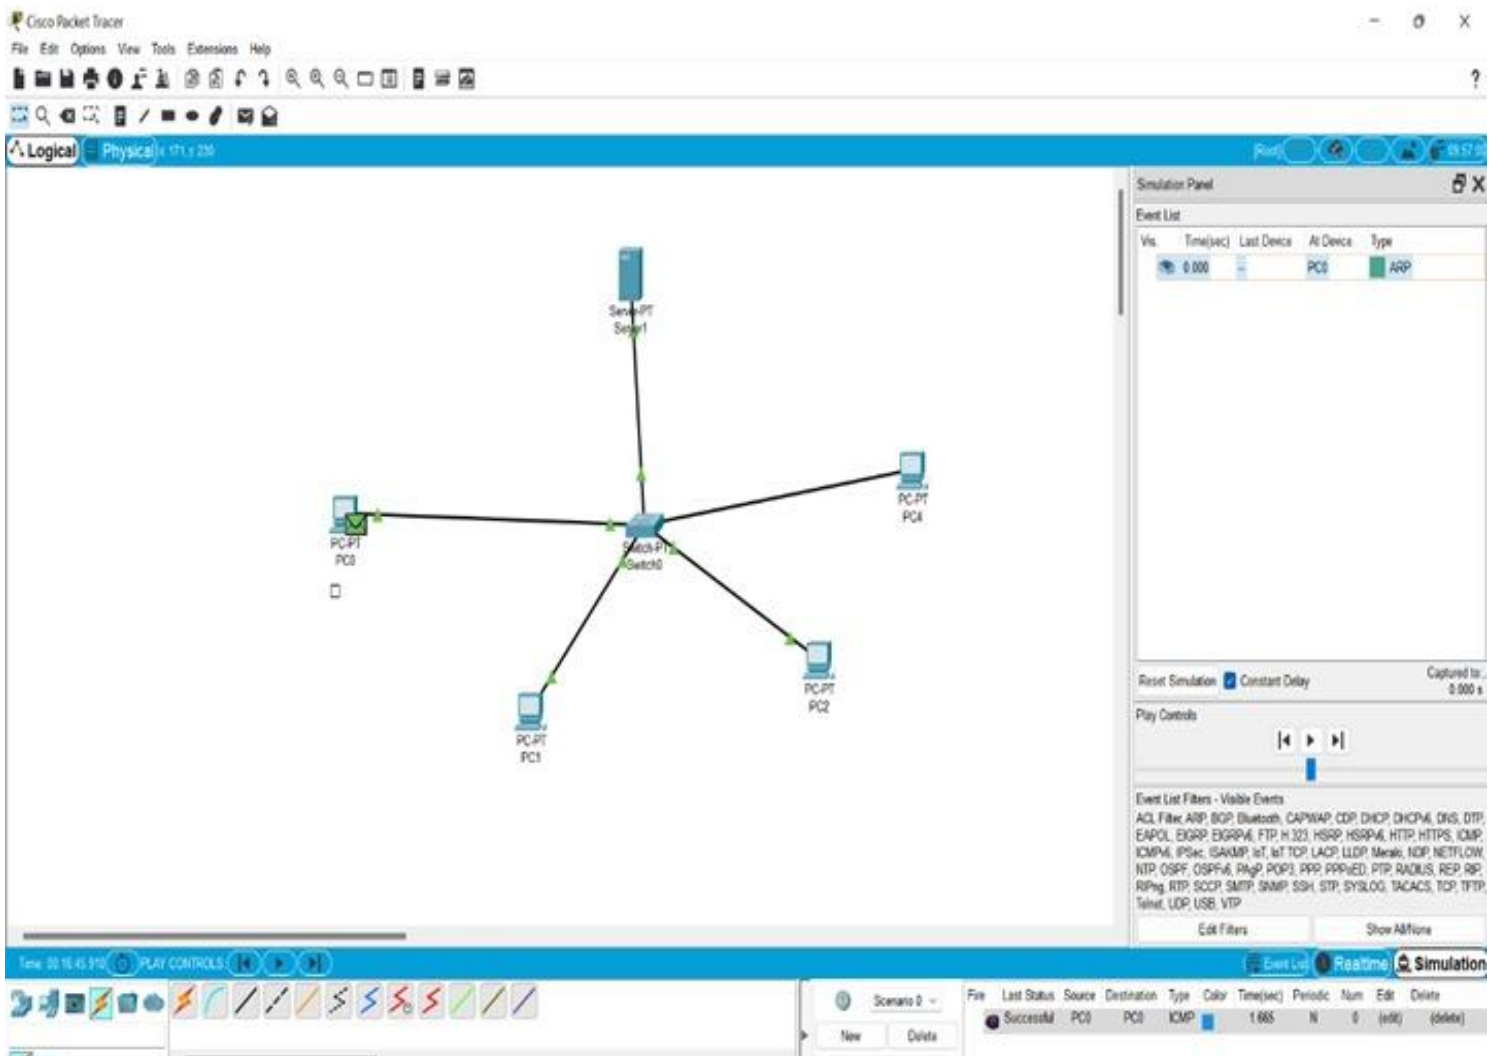 Cisco Packet Tracer
File Edit Options View Tools Extensions Help
?
Logical Physical x: 171, y: 230
[Root]
Simulation Panel
Event List
Vis. Time(sec) Last Device At Device Type
0.000 -- PC0 ARP
Server-PT
Server1
PC-PT
PC4
PC-PT
PC0
Switch-PT
Switch0
PC-PT
PC2
PC-PT
PC1
Reset Simulation Constant Delay
Captured to:
0.000 s
Play Controls
Event List Filters - Visible Events
ACL Filter, ARP, BGP, Bluetooth, CAPWAP, CDP, DHCP, DHCPv6, DNS, DTP,
EAPOL, EIGRP, EIGRPv6, FTP, H.323, HSRP, HSRPv6, HTTP, HTTPS, ICMP,
ICMPv6, IPSec, ISAKMP, IoT, IoT TCP, LACP, LLDP, Meraki, NDP, NETFLOW,
NTP, OSPF, OSPFv6, PAgP, POP3, PPP, PPPoED, PTP, RADIUS, REP, RIP,
RIPng, RTP, SCCP, SMTP, SNMP, SSH, STP, SYSLOG, TACACS, TCP, TFTP,
Telnet, UDP, USB, VTP
Edit Filters Show All/None
Time: 00:16:45.910 PLAY CONTROLS
Event List Realtime Simulation
Scenario 0
New Delete
Fire Last Status Source Destination Type Color Time(sec) Periodic Num Edit Delete
Successful PC0 PC0 ICMP 1.665 N 0 (edit) (delete)